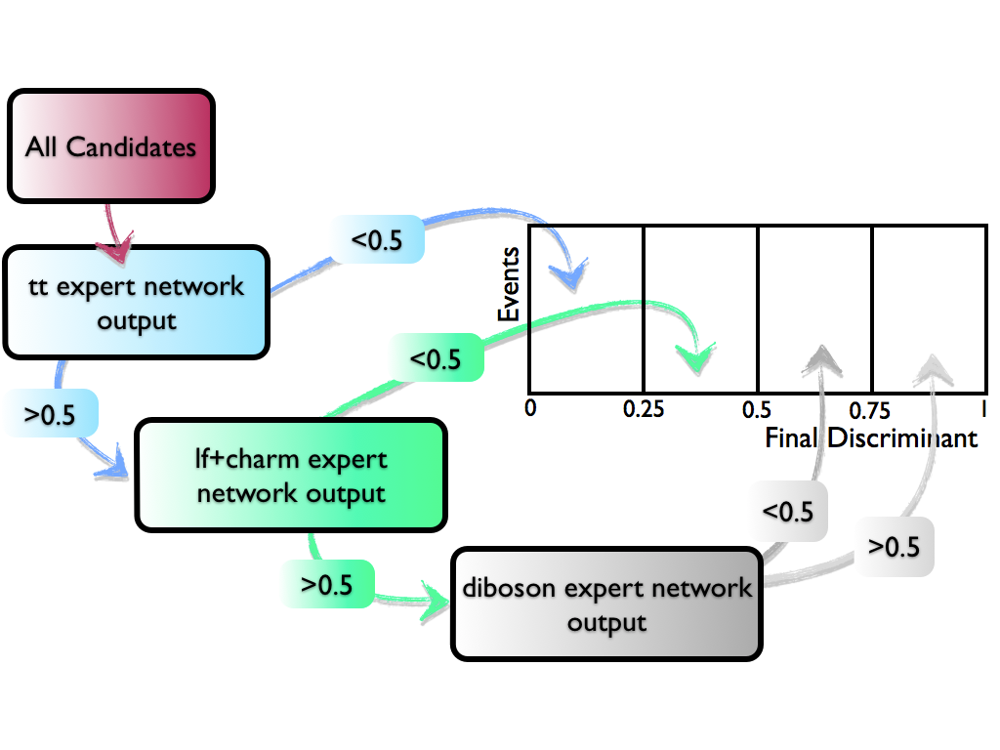 All Candidates
tt expert network
output
<0.5
>0.5
lf+charm expert
network output
<0.5
>0.5
diboson expert network
output
<0.5
>0.5
Events
0
0.25
0.5
0.75
1
Final Discriminant